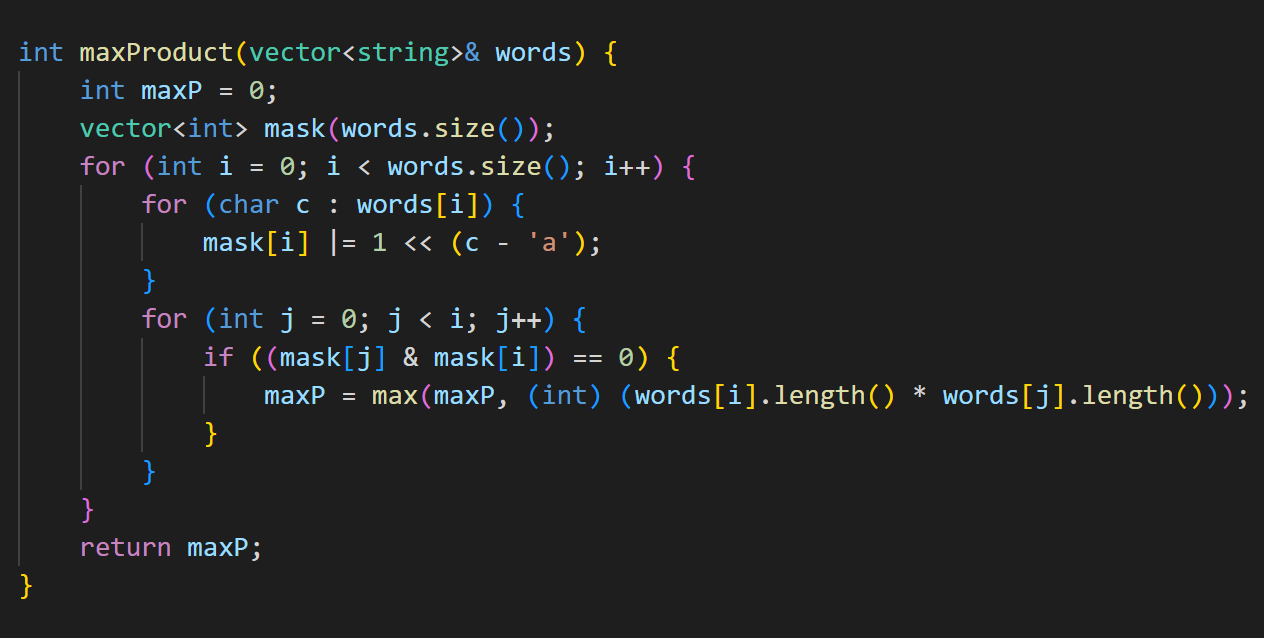 int maxProduct(vector<string>& words) {
    int maxP = 0;
    vector<int> mask(words.size());
    for (int i = 0; i < words.size(); i++) {
        for (char c : words[i]) {
            mask[i] |= 1 << (c - 'a');
        }
        for (int j = 0; j < i; j++) {
            if ((mask[j] & mask[i]) == 0) {
                maxP = max(maxP, (int) (words[i].length() * words[j].length()));
            }
        }
    }
    return maxP;
}